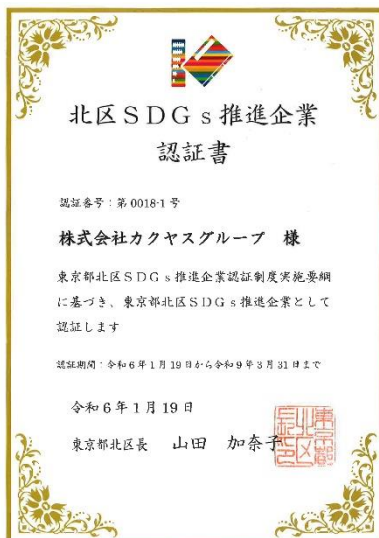 北区SDGs推進企業
認証書
認証番号:第0018-1号
株式会社カクヤスグループ 様
東京都北区SDGs推進企業認証制度実施要綱
に基づき、東京都北区SDGs推進企業として
認証します
認証期間:令和6年1月19日から令和9年3月31日まで
令和6年1月19日
東京都北区長 山田 加奈子